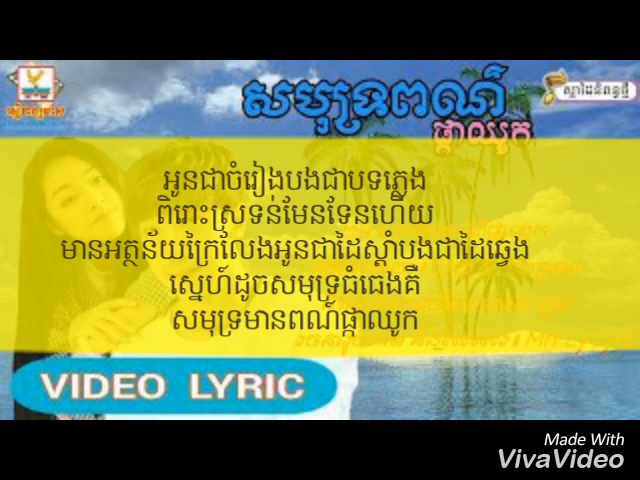 សមុទ្រពណ៌
ផ្កាឈូក
អូនជាចំរៀងបងជាបទភ្លេង
ពិរោះស្រទន់មែនទែនហើយ
មានអត្ថន័យក្រៃលែងអូនជាដៃស្តាំបងជាដៃឆ្វេង
ស្នេហ៍ដូចសមុទ្រធំធេងគឺ
សមុទ្រមានពណ៍ផ្កាឈូក
VIDEO LYRIC
Made With
VivaVideo